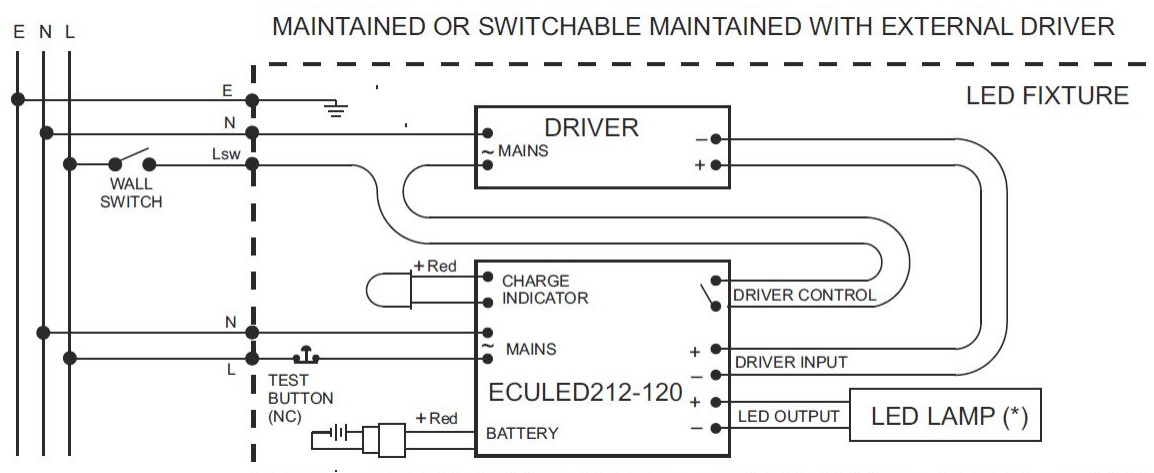 MAINTAINED OR SWITCHABLE MAINTAINED WITH EXTERNAL DRIVER
E N L
LED FIXTURE
E
N
Lsw
WALL
SWITCH
DRIVER
~ MAINS
−
+
+ Red
CHARGE
INDICATOR
DRIVER CONTROL
N
~ MAINS
L
TEST
BUTTON
(NC)
+
DRIVER INPUT
−
ECULED212-120
+
LED OUTPUT
−
LED LAMP (*)
+ Red
BATTERY